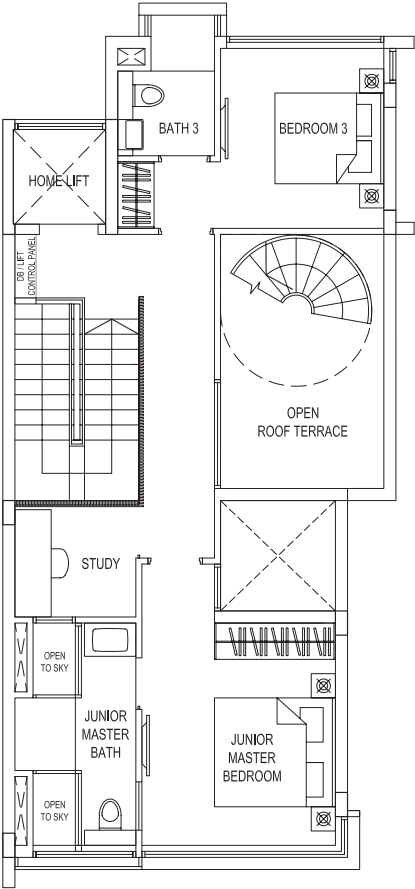 BATH 3
BEDROOM 3
HOME LIFT
DB / LIFT
CONTROL PANEL
OPEN
ROOF TERRACE
STUDY
OPEN
TO SKY
JUNIOR
MASTER
BATH
JUNIOR
MASTER
BEDROOM
OPEN
TO SKY